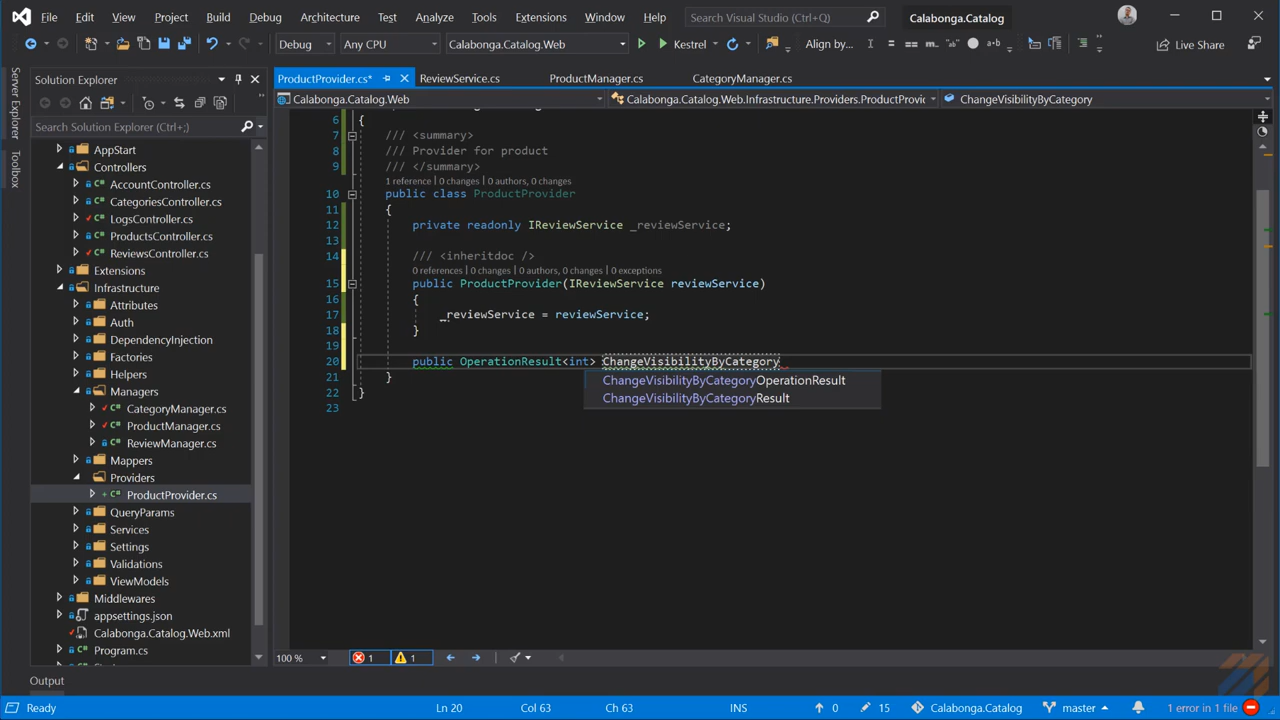 File Edit View Project Build Debug Architecture Test Analyze Tools Extensions Window Help Search Visual Studio (Ctrl+Q) Calabonga.Catalog
Debug Any CPU Calabonga.Catalog.Web Kestrel Align by... Live Share
Server Explorer
Toolbox
Solution Explorer
Search Solution Explorer (Ctrl+;)
AppStart
Controllers
AccountController.cs
CategoriesController.cs
LogsController.cs
ProductsController.cs
ReviewsController.cs
Extensions
Infrastructure
Attributes
Auth
DependencyInjection
Factories
Helpers
Managers
CategoryManager.cs
ProductManager.cs
ReviewManager.cs
Mappers
Providers
ProductProvider.cs
QueryParams
Services
Settings
Validations
ViewModels
Middlewares
appsettings.json
Calabonga.Catalog.Web.xml
Program.cs
ProductProvider.cs* ReviewService.cs ProductManager.cs CategoryManager.cs
Calabonga.Catalog.Web Calabonga.Catalog.Web.Infrastructure.Providers.ProductProvic ChangeVisibilityByCategory
6 {
7 /// <summary>
8 /// Provider for product
9 /// </summary>
1 reference | 0 changes | 0 authors, 0 changes
10 public class ProductProvider
11 {
12 private readonly IReviewService _reviewService;
13
14 /// <inheritdoc />
0 references | 0 changes | 0 authors, 0 changes | 0 exceptions
15 public ProductProvider(IReviewService reviewService)
16 {
17 _reviewService = reviewService;
18 }
19
20 public OperationResult<int> ChangeVisibilityByCategory
21 }
22 }
23
ChangeVisibilityByCategoryOperationResult
ChangeVisibilityByCategoryResult
100 % 1 1
Output
Ready Ln 20 Col 63 Ch 63 INS 0 15 Calabonga.Catalog master 1 error in 1 file